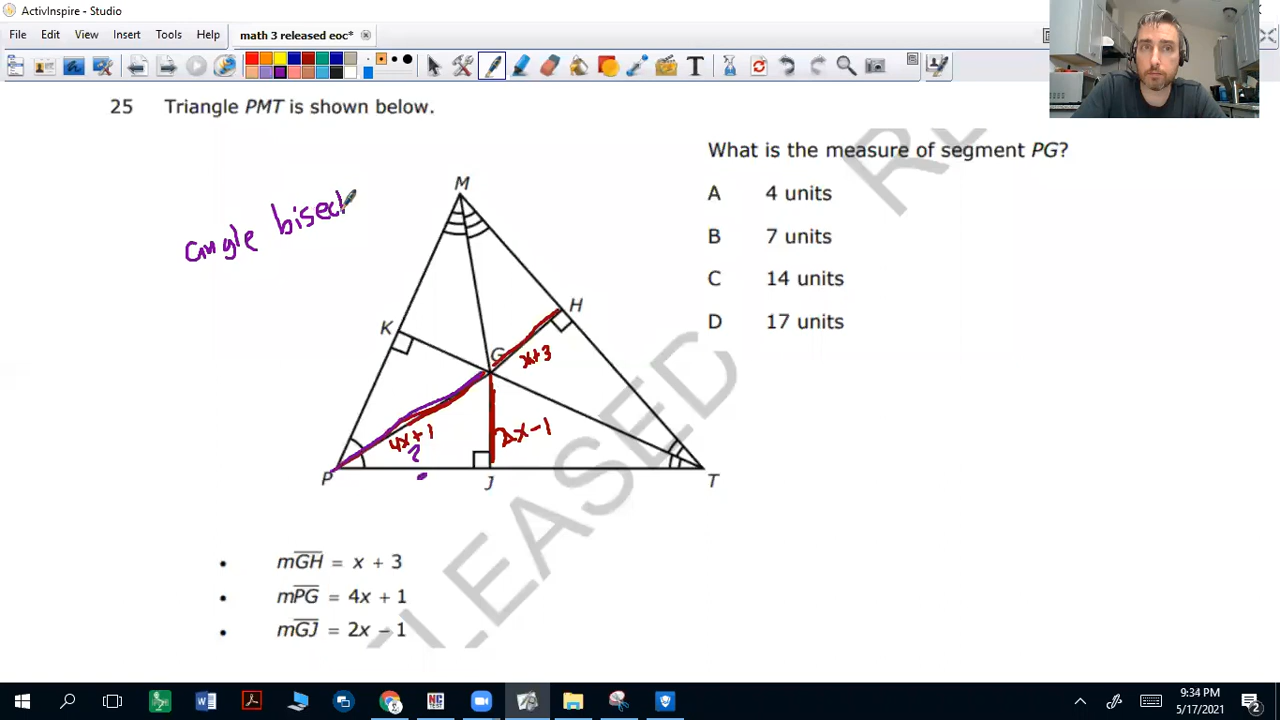 ActivInspire - Studio
File Edit View Insert Tools Help math 3 released eoc*
25 Triangle PMT is shown below.
What is the measure of segment PG?
A 4 units
B 7 units
C 14 units
D 17 units
angle bisect
M
H
K
G
x+3
2x-1
4x+1
?
P
J
T
RELEASED
mGH = x + 3
mPG = 4x + 1
mGJ = 2x − 1
9:34 PM
5/17/2021
2